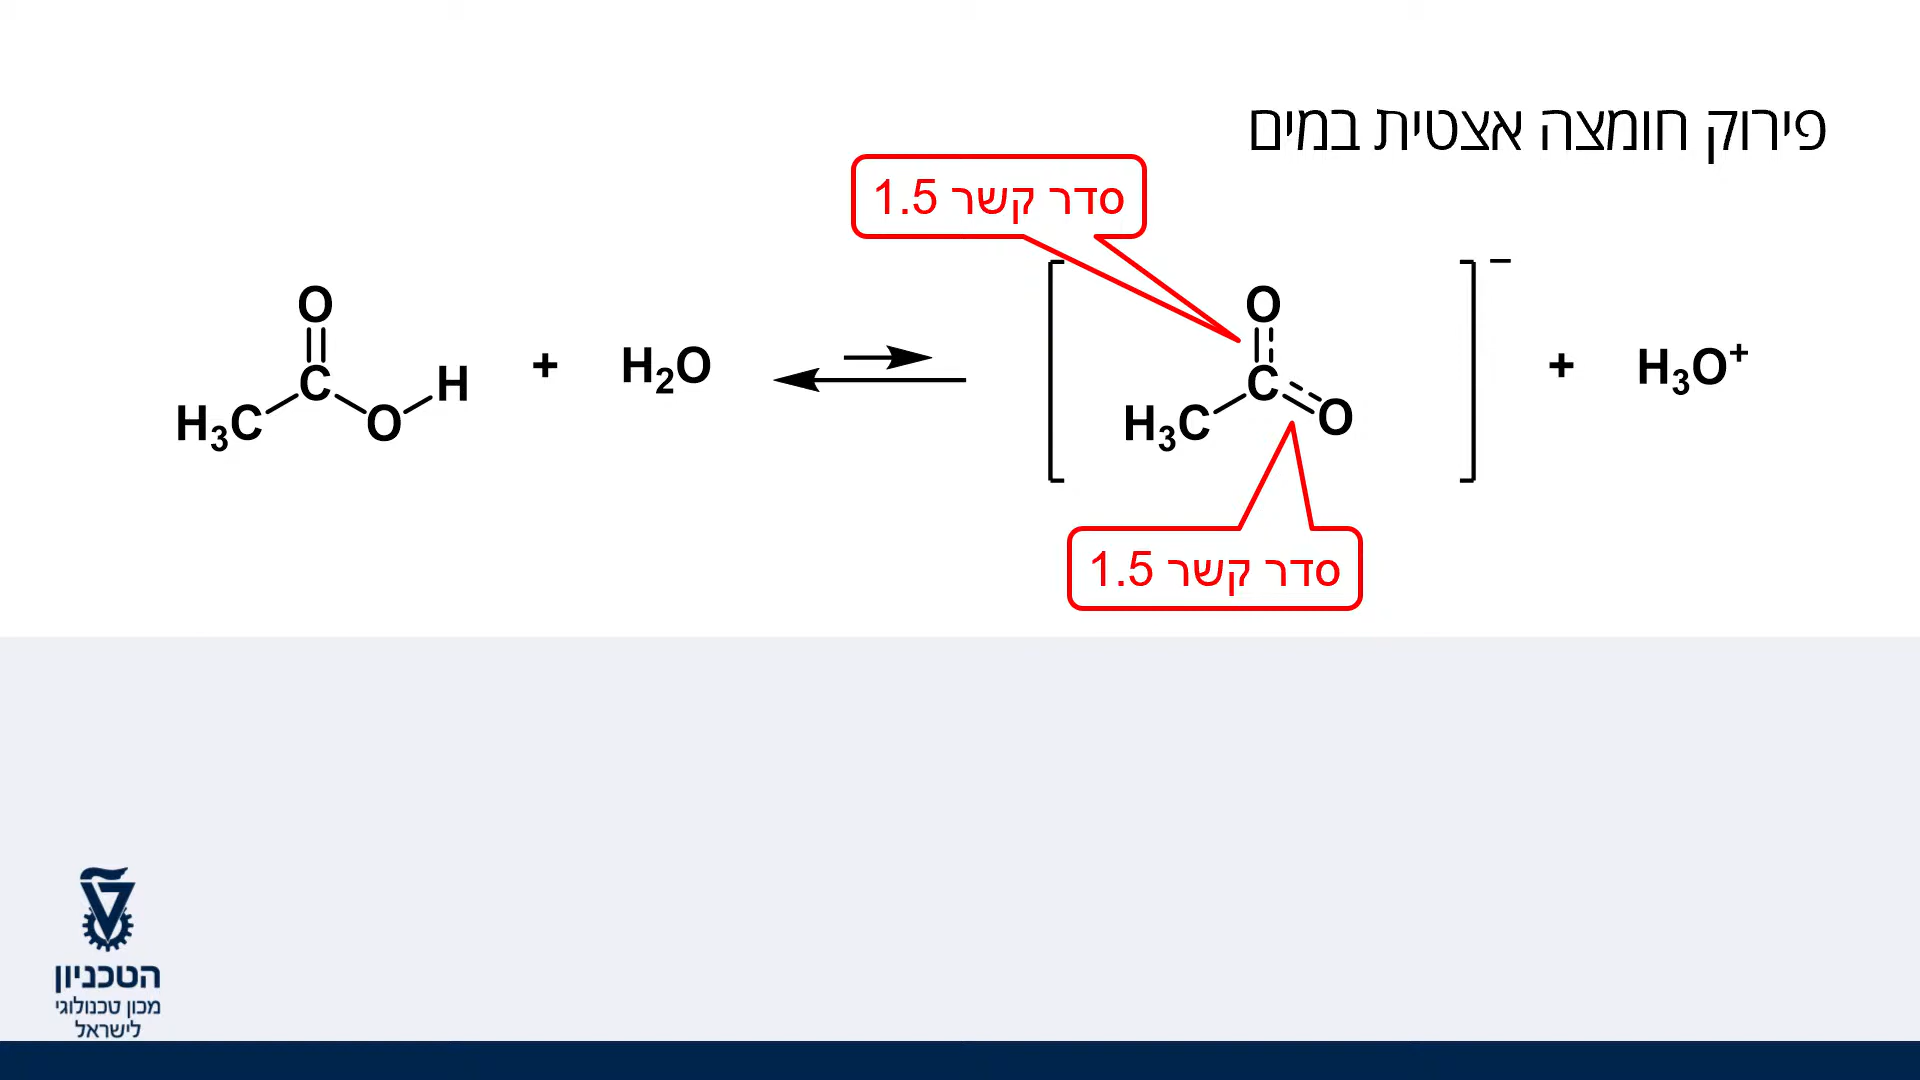 פירוק חומצה אצטית במים
סדר קשר 1.5
O
C
H₃C
O
H
+
H₂O
O
C
H₃C
O
−
+
H₃O⁺
סדר קשר 1.5
הטכניון
מכון טכנולוגי
לישראל